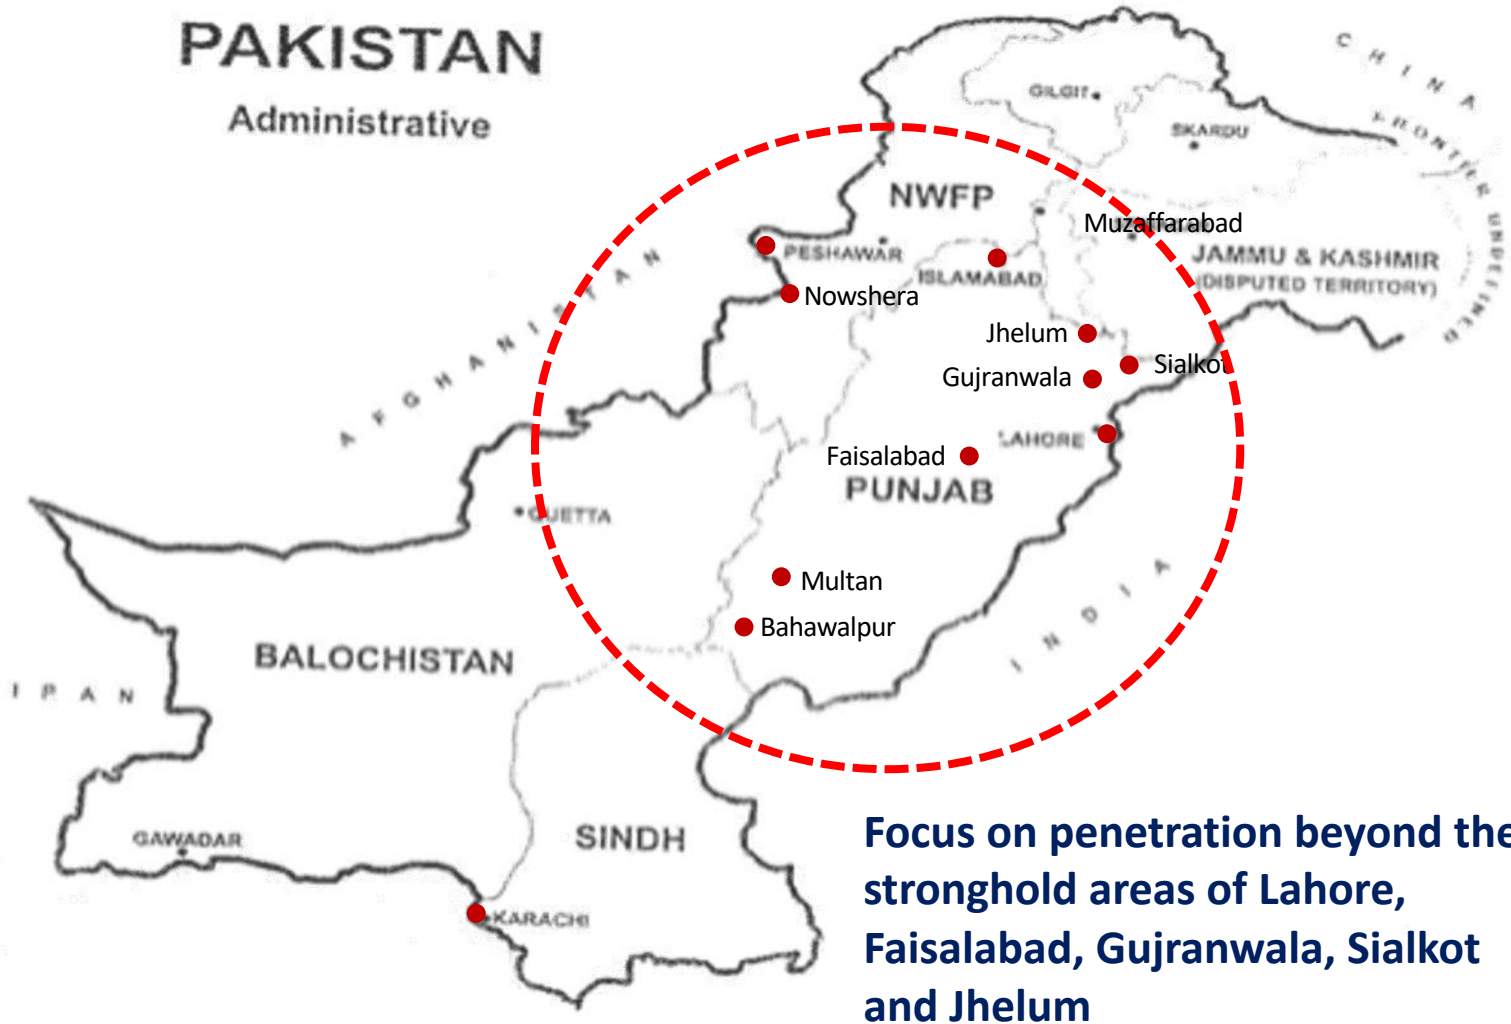 PAKISTAN
Administrative
CHINA
FRONTIER UNDEFINED
GILGIT
SKARDU
NWFP
Muzaffarabad
PESHAWAR
JAMMU & KASHMIR
(DISPUTED TERRITORY)
ISLAMABAD
AFGHANISTAN
Nowshera
Jhelum
Sialkot
Gujranwala
LAHORE
Faisalabad
PUNJAB
QUETTA
INDIA
Multan
Bahawalpur
BALOCHISTAN
IPAN
SINDH
GAWADAR
KARACHI
Focus on penetration beyond the
stronghold areas of Lahore,
Faisalabad, Gujranwala, Sialkot
and Jhelum